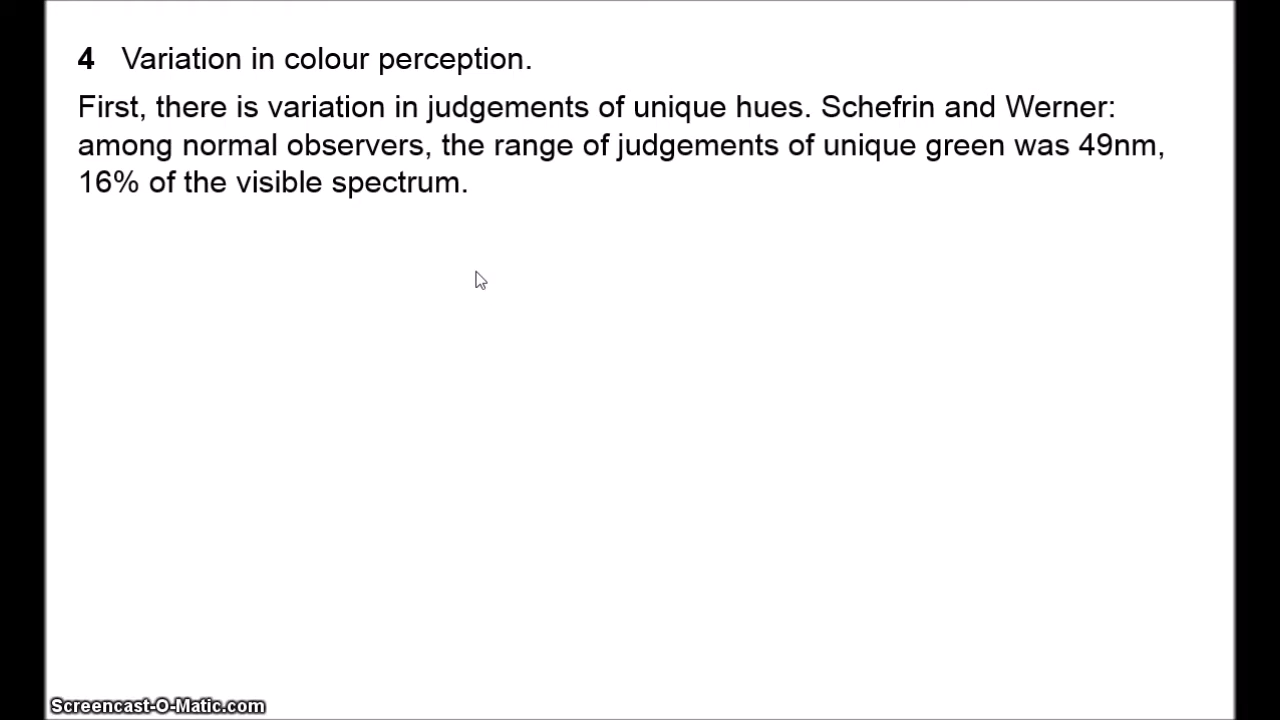 4 Variation in colour perception.
First, there is variation in judgements of unique hues. Schefrin and Werner:
among normal observers, the range of judgements of unique green was 49nm,
16% of the visible spectrum.
Screencast-O-Matic.com